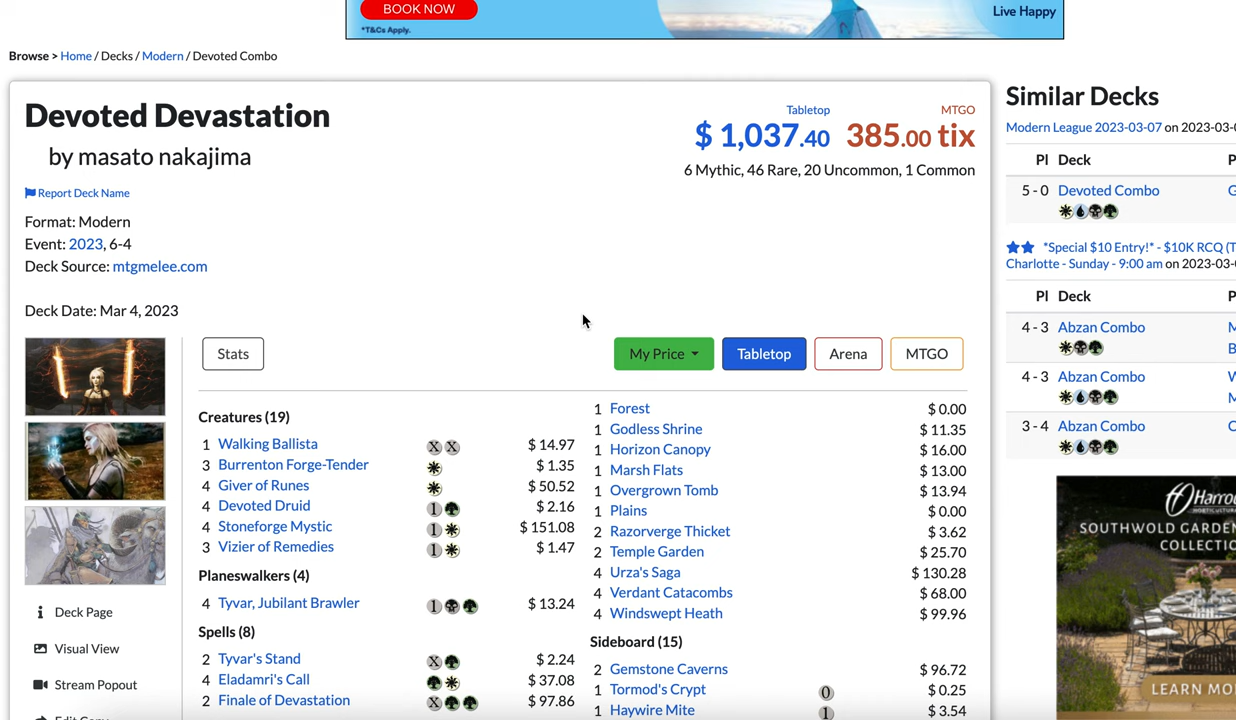 BOOK NOW
*T&Cs Apply.
Live Happy
Browse > Home / Decks / Modern / Devoted Combo
Devoted Devastation
by masato nakajima
Report Deck Name
Format: Modern
Event: 2023, 6-4
Deck Source: mtgmelee.com
Deck Date: Mar 4, 2023
Tabletop
$ 1,037.40
MTGO
385.00 tix
6 Mythic, 46 Rare, 20 Uncommon, 1 Common
Stats
My Price
Tabletop
Arena
MTGO
Deck Page
Visual View
Stream Popout
Creatures (19)
1 Walking Ballista X X $ 14.97
3 Burrenton Forge-Tender $ 1.35
4 Giver of Runes $ 50.52
4 Devoted Druid 1 $ 2.16
4 Stoneforge Mystic 1 $ 151.08
3 Vizier of Remedies 1 $ 1.47
Planeswalkers (4)
4 Tyvar, Jubilant Brawler 1 $ 13.24
Spells (8)
2 Tyvar's Stand X $ 2.24
4 Eladamri's Call $ 37.08
2 Finale of Devastation X $ 97.86
1 Forest $ 0.00
1 Godless Shrine $ 11.35
1 Horizon Canopy $ 16.00
1 Marsh Flats $ 13.00
1 Overgrown Tomb $ 13.94
1 Plains $ 0.00
2 Razorverge Thicket $ 3.62
2 Temple Garden $ 25.70
4 Urza's Saga $ 130.28
4 Verdant Catacombs $ 68.00
4 Windswept Heath $ 99.96
Sideboard (15)
2 Gemstone Caverns $ 96.72
1 Tormod's Crypt 0 $ 0.25
1 Haywire Mite 1 $ 3.54
Similar Decks
Modern League 2023-03-07 on 2023-03-
Pl Deck P
5 - 0 Devoted Combo
*Special $10 Entry!* - $10K RCQ (T
Charlotte - Sunday - 9:00 am on 2023-03-
Pl Deck P
4 - 3 Abzan Combo
4 - 3 Abzan Combo
3 - 4 Abzan Combo
SOUTHWOLD GARDE
LEARN MO